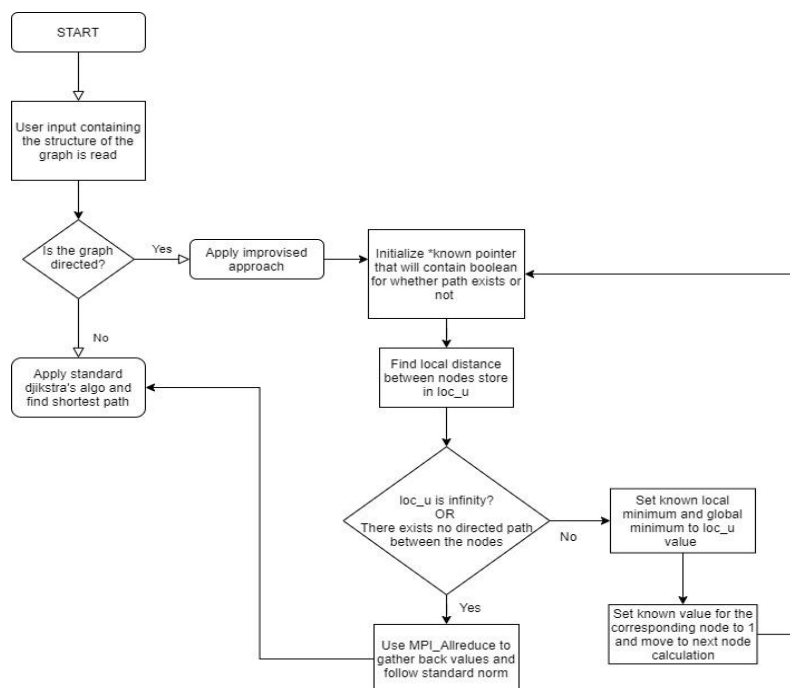 START
User input containing
the structure of the
graph is read
Is the graph
directed?
Yes
Apply improvised
approach
Initialize *known pointer
that will contain boolean
for whether path exists or
not
No
Apply standard
djikstra's algo and
find shortest path
Find local distance
between nodes store
in loc_u
loc_u is infinity?
OR
There exists no directed path
between the nodes
No
Set known local
minimum and global
minimum to loc_u
value
Yes
Set known value for the
corresponding node to 1
and move to next node
calculation
Use MPI_Allreduce to
gather back values and
follow standard norm